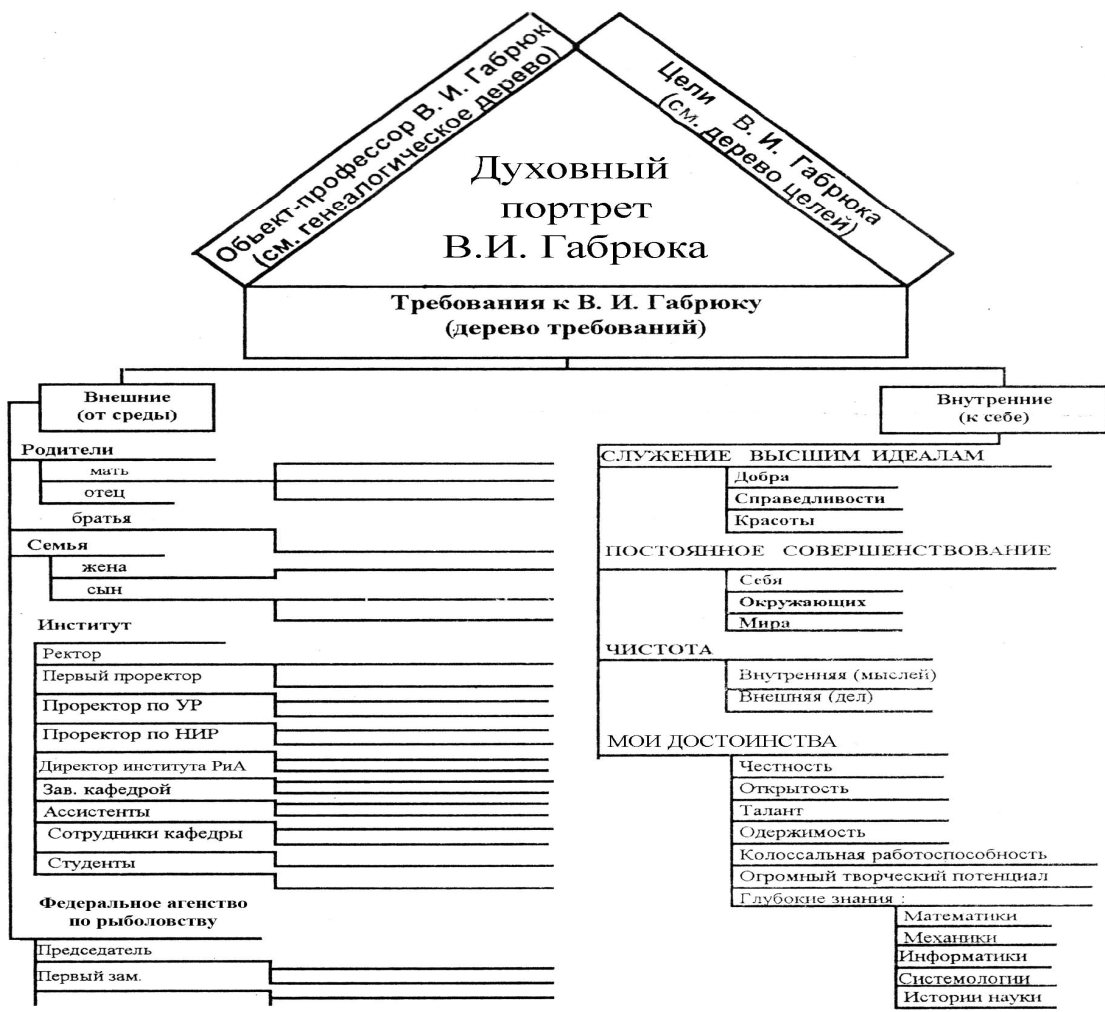 Обьект-профессор В. И. Габрюк
(см. генеалогическое дерево)
Цели В. И. Габрюка
(см. дерево целей)
Духовный
портрет
В.И. Габрюка
Требования к В. И. Габрюку
(дерево требований)
Внешние
(от среды)
Родители
мать
отец
братья
Семья
жена
сын
Институт
Ректор
Первый проректор
Проректор по УР
Проректор по НИР
Директор института РиА
Зав. кафедрой
Ассистенты
Сотрудники кафедры
Студенты
Федеральное агенство
по рыболовству
Председатель
Первый зам.
Внутренние
(к себе)
СЛУЖЕНИЕ ВЫСШИМ ИДЕАЛАМ
Добра
Справедливости
Красоты
ПОСТОЯННОЕ СОВЕРШЕНСТВОВАНИЕ
Себя
Окружающих
Мира
ЧИСТОТА
Внутренняя (мыслей)
Внешняя (дел)
МОИ ДОСТОИНСТВА
Честность
Открытость
Талант
Одержимость
Колоссальная работоспособность
Огромный творческий потенциал
Глубокие знания :
Математики
Механики
Информатики
Системологии
Истории науки